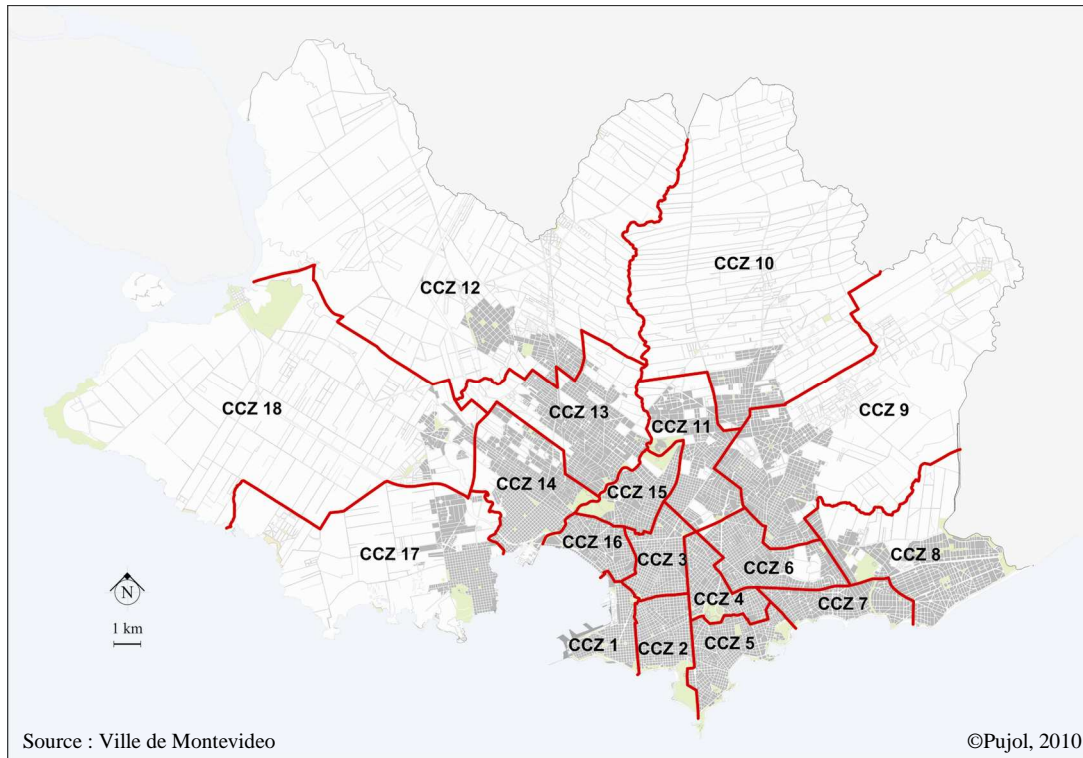 CCZ 10
CCZ 12
CCZ 9
CCZ 18
CCZ 13
CCZ 11
CCZ 14
CCZ 15
CCZ 16
CCZ 3
CCZ 17
CCZ 8
CCZ 6
CCZ 4
CCZ 7
N
1 km
CCZ 1
CCZ 2
CCZ 5
Source : Ville de Montevideo
©Pujol, 2010